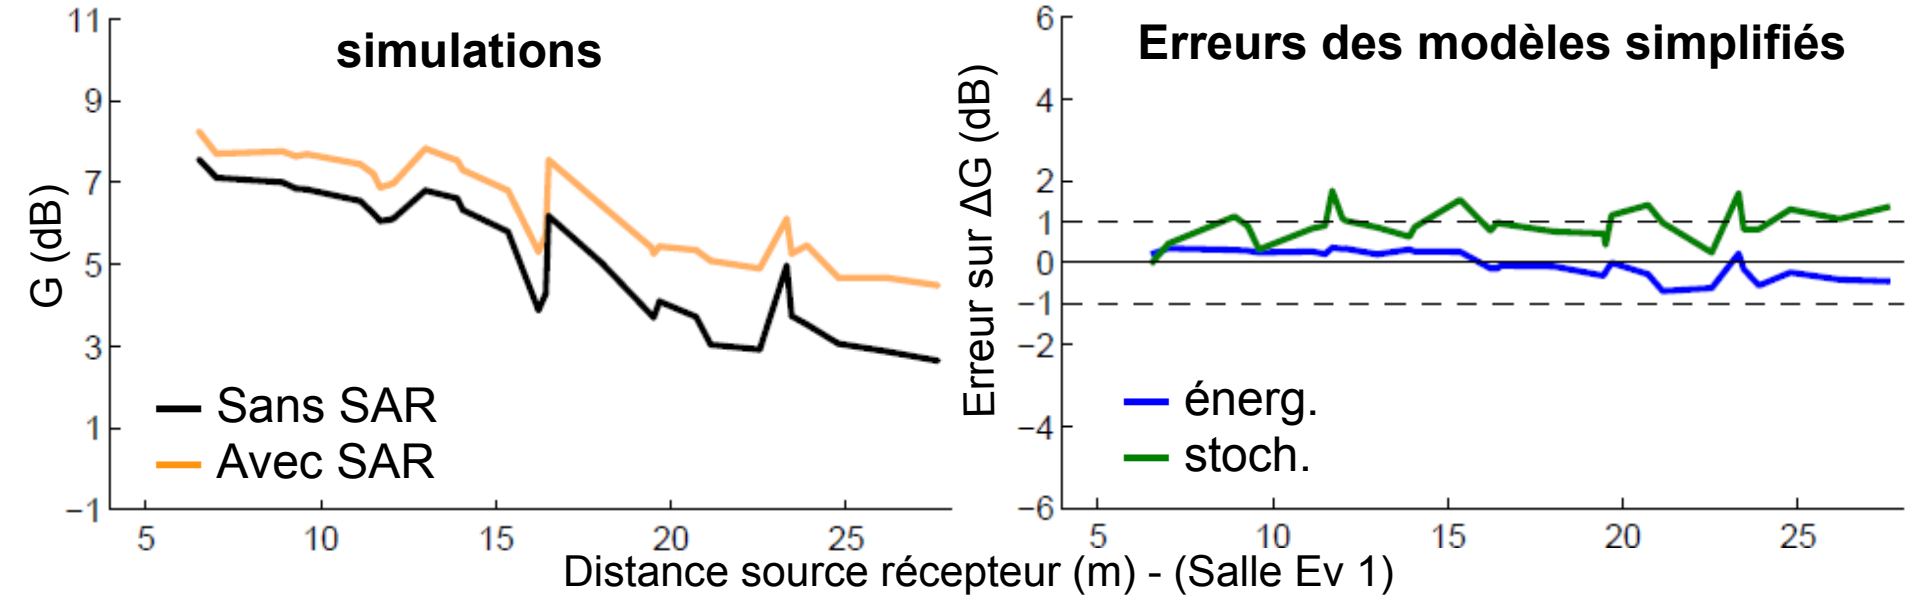 simulations
G (dB)
11
9
7
5
3
1
−1
Sans SAR
Avec SAR
5 10 15 20 25
Erreurs des modèles simplifiés
Erreur sur ΔG (dB)
6
4
2
1
0
−1
−2
−4
−6
énerg.
stoch.
5 10 15 20 25
Distance source récepteur (m) - (Salle Ev 1)